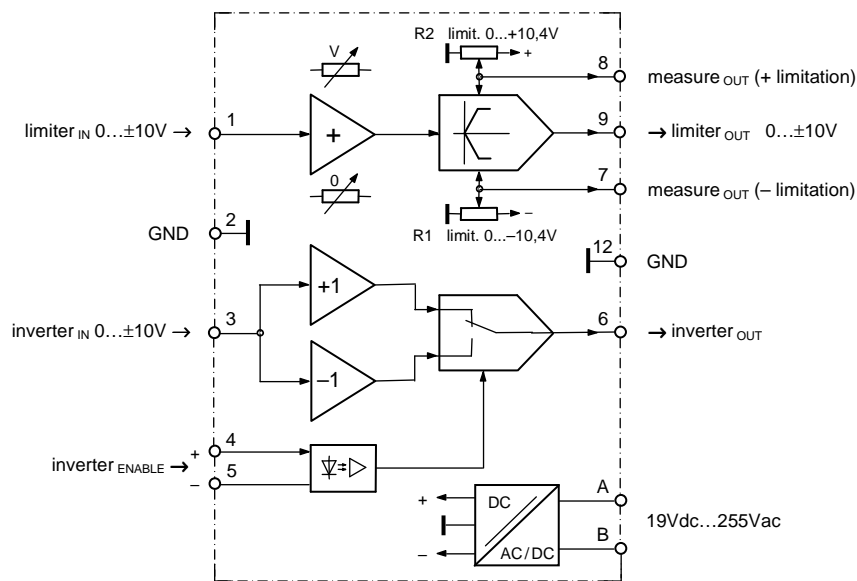 R2 limit. 0...+10,4V
V
+
8 measure OUT (+ limitation)
limiter IN 0...±10V → 1
+
9 → limiter OUT 0...±10V
0
7 measure OUT (– limitation)
–
R1 limit. 0...–10,4V
GND 2
12 GND
+1
inverter IN 0...±10V → 3
6 → inverter OUT
–1
+ 4
inverter ENABLE →
– 5
+ DC A
19Vdc...255Vac
– AC/DC B